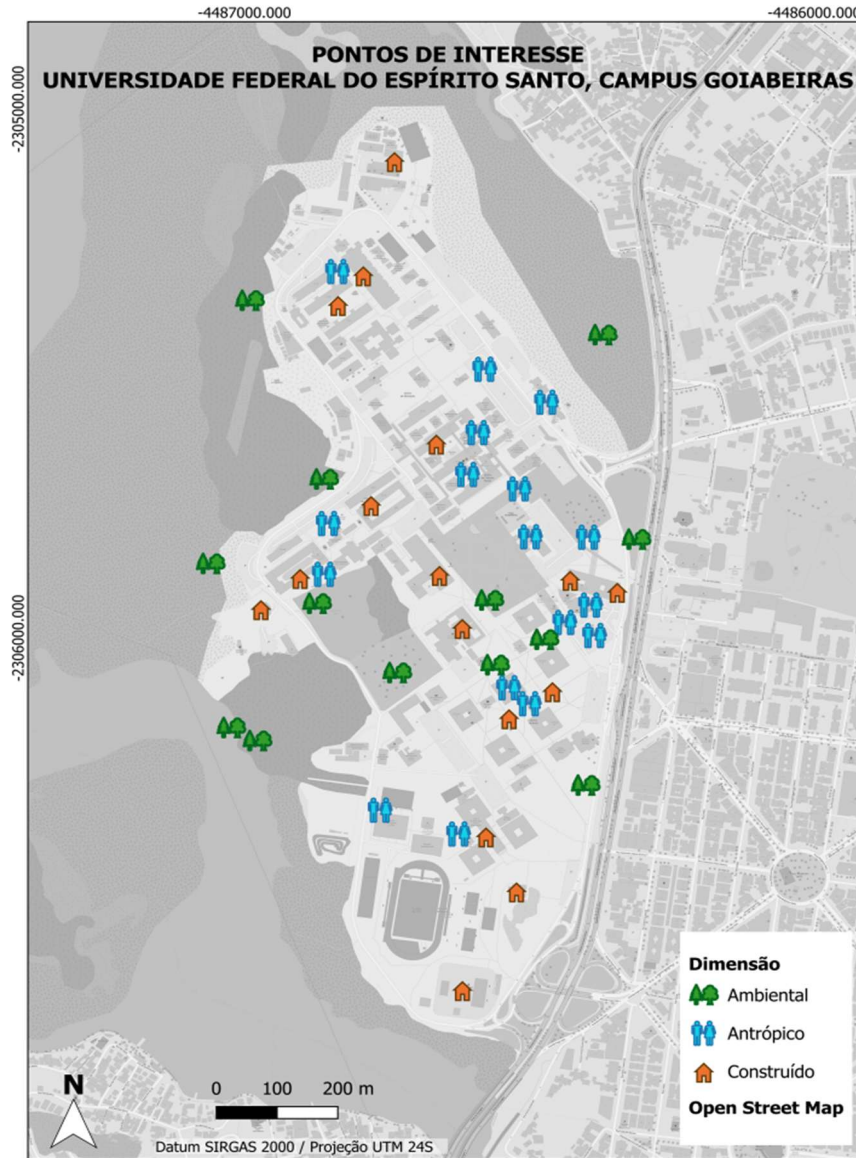 -4487000.000
-4486000.000
-2305000.000
-2306000.000
PONTOS DE INTERESSE
UNIVERSIDADE FEDERAL DO ESPÍRITO SANTO, CAMPUS GOIABEIRAS
Dimensão
Ambiental
Antrópico
Construído
Open Street Map
N
0 100 200 m
Datum SIRGAS 2000 / Projeção UTM 24S